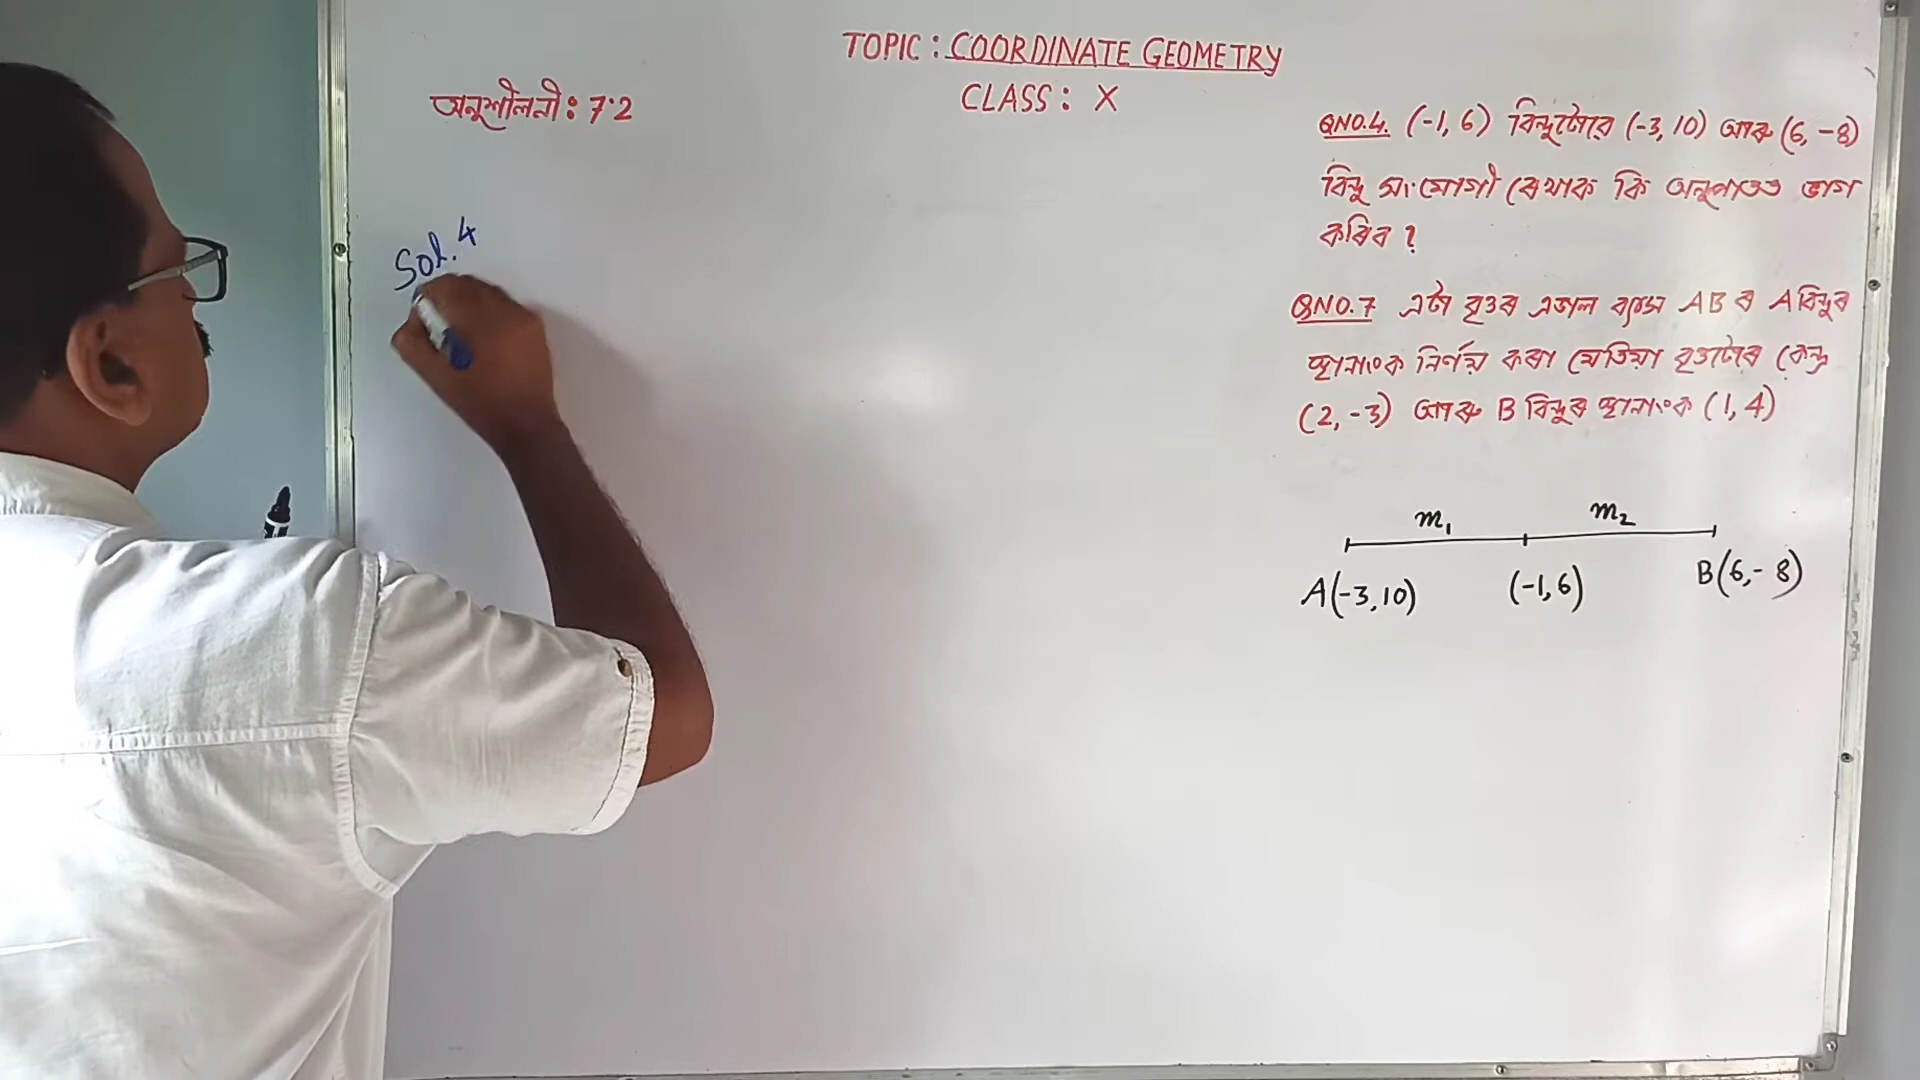 TOPIC : COORDINATE GEOMETRY
CLASS : X
অনুশীলনী : 7.2
QNO.4. (-1, 6) বিন্দুটোৱে (-3, 10) আৰু (6, -8)
বিন্দু সংযোগী ৰেখাক কি অনুপাতত ভাগ
কৰিব ?
QNO.7 এটা বৃত্তৰ এডাল ব্যাস AB ৰ A বিন্দুৰ
স্থানাংক নিৰ্ণয় কৰা যেতিয়া বৃত্তটোৰ কেন্দ্ৰ
(2, -3) আৰু B বিন্দুৰ স্থানাংক (1, 4)
Sol. 4
m₁ m₂
A(-3, 10) (-1, 6) B(6, - 8)